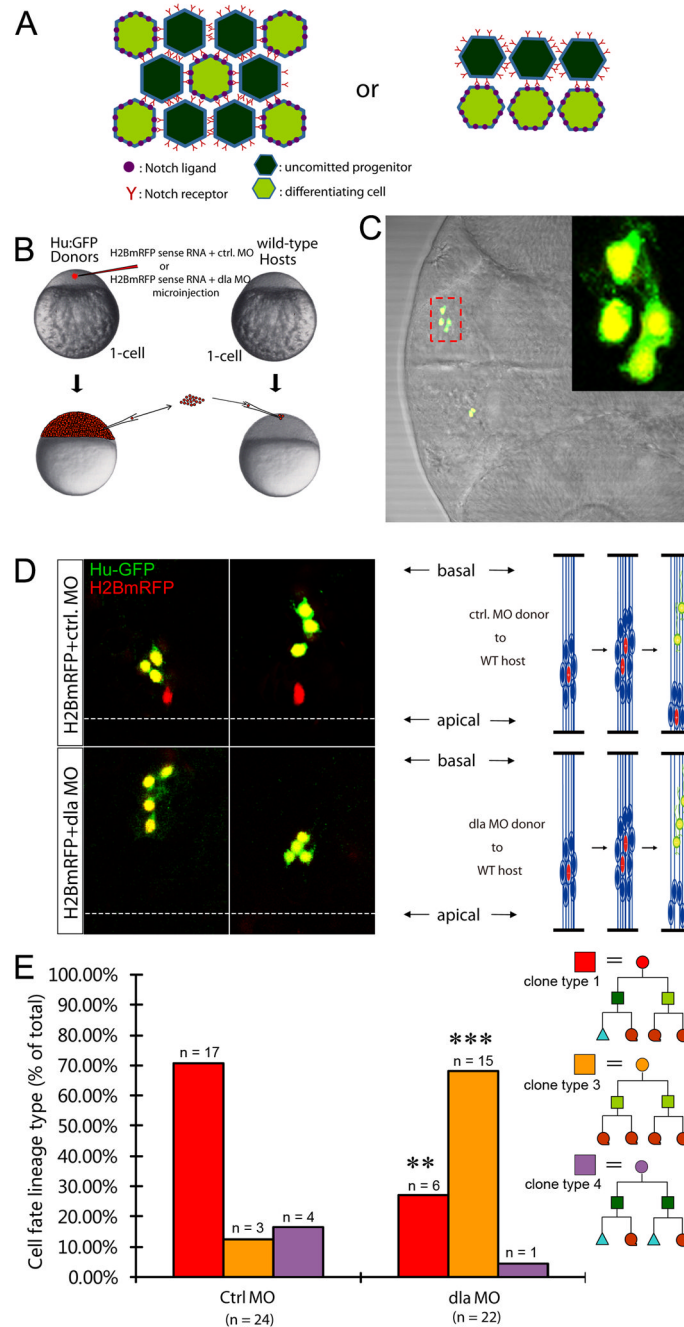 A
or
: Notch ligand
: uncomitted progenitor
: Notch receptor
: differentiating cell
B
Hu:GFP
Donors
H2BmRFP sense RNA + ctrl. MO
or
H2BmRFP sense RNA + dla MO
microinjection
wild-type
Hosts
1-cell
1-cell
C
D
H2BmRFP+ctrl. MO
Hu-GFP
H2BmRFP
basal
ctrl. MO donor
to
WT host
apical
H2BmRFP+dla MO
basal
dla MO donor
to
WT host
apical
E
Cell fate lineage type (% of total)
100.00%
90.00%
80.00%
70.00%
60.00%
50.00%
40.00%
30.00%
20.00%
10.00%
0.00%
n = 17
n = 3
n = 4
**
n = 6
***
n = 15
n = 1
Ctrl MO
(n = 24)
dla MO
(n = 22)
=
clone type 1
=
clone type 3
=
clone type 4